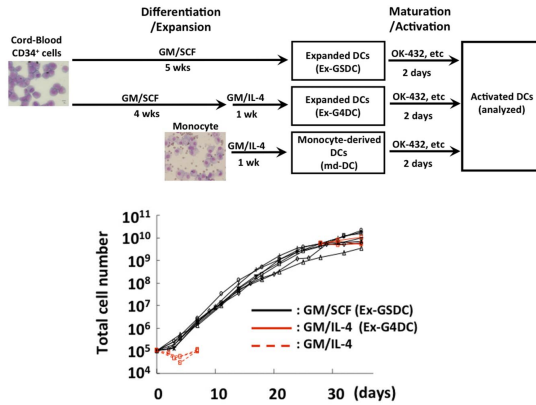 Differentiation
/Expansion
Maturation
/Activation
Cord-Blood
CD34⁺ cells
GM/SCF
5 wks
Expanded DCs
(Ex-GSDC)
OK-432, etc
2 days
Activated DCs
(analyzed)
GM/SCF
4 wks
GM/IL-4
1 wk
Expanded DCs
(Ex-G4DC)
OK-432, etc
2 days
Monocyte
GM/IL-4
1 wk
Monocyte-derived
DCs
(md-DC)
OK-432, etc
2 days
Total cell number
10¹¹
10¹⁰
10⁹
10⁸
10⁷
10⁶
10⁵
10⁴
: GM/SCF (Ex-GSDC)
: GM/IL-4 (Ex-G4DC)
: GM/IL-4
0 10 20 30 (days)